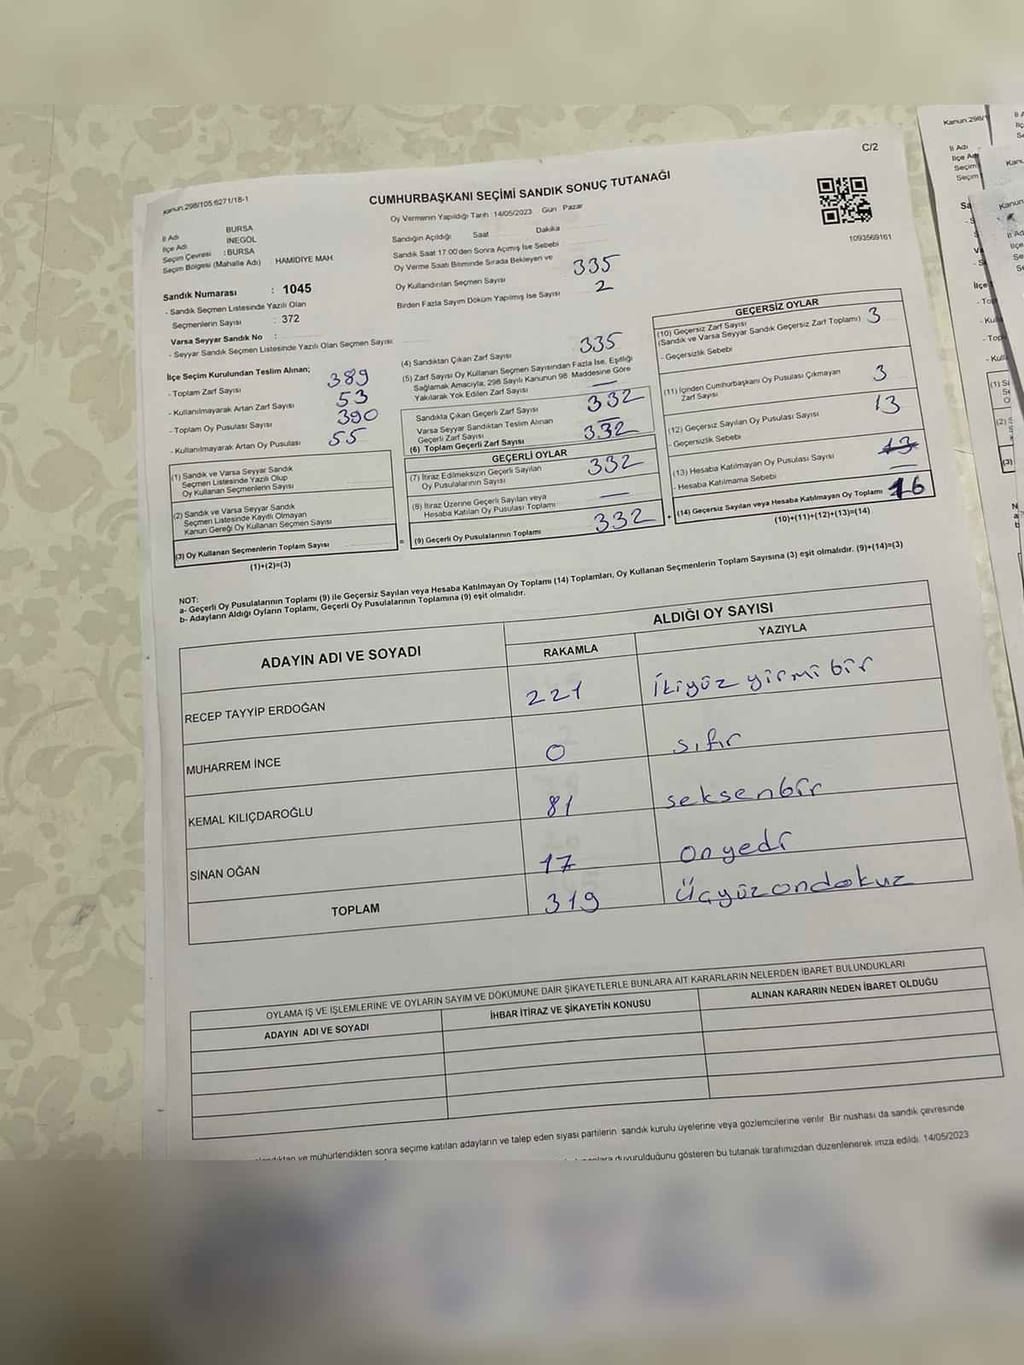 Kanun:298/105.6271/18-1
C/2
CUMHURBAŞKANI SEÇİMİ SANDIK SONUÇ TUTANAĞI
İl Adı BURSA
İlçe Adı İNEGÖL
Seçim Çevresi : BURSA
Seçim Bölgesi (Mahalle Adı) HAMİDİYE MAH.
Sandık Numarası : 1045
- Sandık Seçmen Listesinde Yazılı Olan
Seçmenlerin Sayısı : 372
Varsa Seyyar Sandık No :
- Seyyar Sandık Seçmen Listesinde Yazılı Olan Seçmen Sayısı
Oy Vermenin Yapıldığı Tarih 14/05/2023 Gün Pazar
Sandığın Açıldığı Saat Dakika
Sandık Saat 17.00'den Sonra Açılmış İse Sebebi
Oy Verme Saati Bitiminde Sırada Bekleyen ve
Oy Kullandırılan Seçmen Sayısı 335
Birden Fazla Sayım Döküm Yapılmış İse Sayısı 2
1093569161
İlçe Seçim Kurulundan Teslim Alınan;
- Toplam Zarf Sayısı 389
- Kullanılmayarak Artan Zarf Sayısı 53
- Toplam Oy Pusulası Sayısı 390
- Kullanılmayarak Artan Oy Pusulası 55
(1) Sandık ve Varsa Seyyar Sandık
Seçmen Listesinde Yazılı Olup
Oy Kullanan Seçmenlerin Sayısı
(2) Sandık ve Varsa Seyyar Sandık
Seçmen Listesinde Kayıtlı Olmayan
Kanun Gereği Oy Kullanan Seçmen Sayısı
(3) Oy Kullanan Seçmenlerin Toplam Sayısı
(1)+(2)=(3)
(4) Sandıktan Çıkan Zarf Sayısı 335
(5) Zarf Sayısı Oy Kullanan Seçmen Sayısından Fazla İse, Eşitliği
Sağlamak Amacıyla, 298 Sayılı Kanunun 98. Maddesine Göre
Yakılarak Yok Edilen Zarf Sayısı —
Sandıkta Çıkan Geçerli Zarf Sayısı 332
Varsa Seyyar Sandıktan Teslim Alınan
Geçerli Zarf Sayısı
(6) Toplam Geçerli Zarf Sayısı 332
GEÇERLİ OYLAR
(7) İtiraz Edilmeksizin Geçerli Sayılan
Oy Pusulalarının Sayısı 332
(8) İtiraz Üzerine Geçerli Sayılan veya
Hesaba Katılan Oy Pusulası Toplamı —
= (9) Geçerli Oy Pusulalarının Toplamı 332
GEÇERSİZ OYLAR
(10) Geçersiz Zarf Sayısı
(Sandık ve Varsa Seyyar Sandık Geçersiz Zarf Toplamı) 3
- Geçersizlik Sebebi
(11) İçinden Cumhurbaşkanı Oy Pusulası Çıkmayan
Zarf Sayısı 3
(12) Geçersiz Sayılan Oy Pusulası Sayısı 13
- Geçersizlik Sebebi
13
(13) Hesaba Katılmayan Oy Pusulası Sayısı —
- Hesaba Katılmama Sebebi
+ (14) Geçersiz Sayılan veya Hesaba Katılmayan Oy Toplamı 16
(10)+(11)+(12)+(13)=(14)
NOT:
a- Geçerli Oy Pusulalarının Toplamı (9) ile Geçersiz Sayılan veya Hesaba Katılmayan Oy Toplamı (14) Toplamları, Oy Kullanan Seçmenlerin Toplam Sayısına (3) eşit olmalıdır. (9)+(14)=(3)
b- Adayların Aldığı Oyların Toplamı, Geçerli Oy Pusulalarının Toplamına (9) eşit olmalıdır.
ADAYIN ADI VE SOYADI
ALDIĞI OY SAYISI
RAKAMLA YAZIYLA
RECEP TAYYİP ERDOĞAN 221 İkiyüz yirmi bir
MUHARREM İNCE 0 sıfır
KEMAL KILIÇDAROĞLU 81 seksenbir
SİNAN OĞAN 17 onyedi
TOPLAM 319 Üçyüzondokuz
OYLAMA İŞ VE İŞLEMLERİNE VE OYLARIN SAYIM VE DÖKÜMÜNE DAİR ŞİKAYETLERLE BUNLARA AİT KARARLARIN NELERDEN İBARET BULUNDUKLARI
ADAYIN ADI VE SOYADI İHBAR İTİRAZ VE ŞİKAYETİN KONUSU ALINAN KARARIN NEDEN İBARET OLDUĞU
ve mühürlendikten sonra seçime katılan adayların ve talep eden siyasi partilerin sandık kurulu üyelerine veya gözlemcilerine verilir. Bir nüshası da sandık çevresinde
duyurulduğunu gösteren bu tutanak tarafımızdan düzenlenerek imza edildi. 14/05/2023